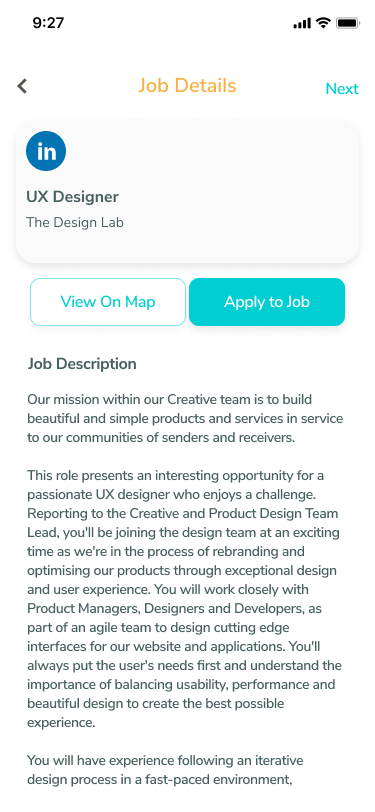 9:27
Job Details
Next
in
UX Designer
The Design Lab
View On Map
Apply to Job
Job Description
Our mission within our Creative team is to build
beautiful and simple products and services in service
to our communities of senders and receivers.
This role presents an interesting opportunity for a
passionate UX designer who enjoys a challenge.
Reporting to the Creative and Product Design Team
Lead, you'll be joining the design team at an exciting
time as we're in the process of rebranding and
optimising our products through exceptional design
and user experience. You will work closely with
Product Managers, Designers and Developers, as
part of an agile team to design cutting edge
interfaces for our website and applications. You'll
always put the user's needs first and understand the
importance of balancing usability, performance and
beautiful design to create the best possible
experience.
You will have experience following an iterative
design process in a fast-paced environment,